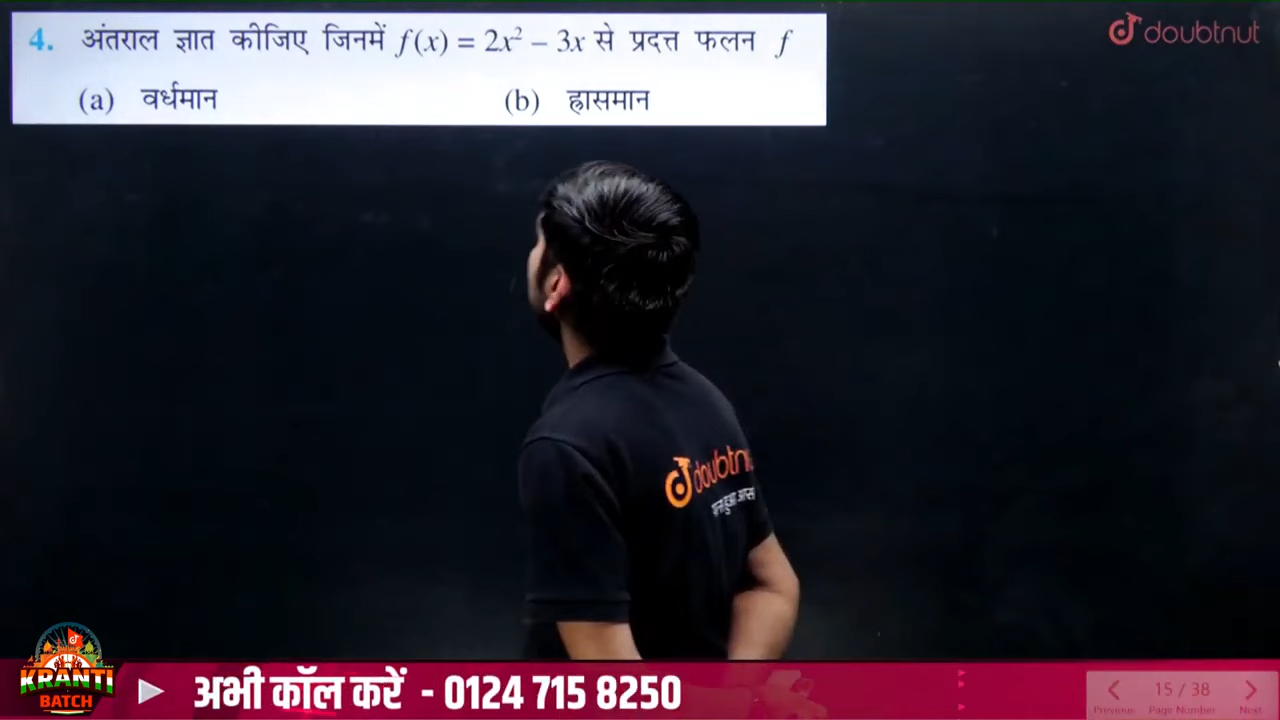 4. अंतराल ज्ञात कीजिए जिनमें f(x) = 2x² – 3x से प्रदत्त फलन f
(a) वर्धमान (b) ह्रासमान
doubtnut
doubtnu
KRANTI
BATCH
अभी कॉल करें - 0124 715 8250
15 / 38
Previous Page Number Next